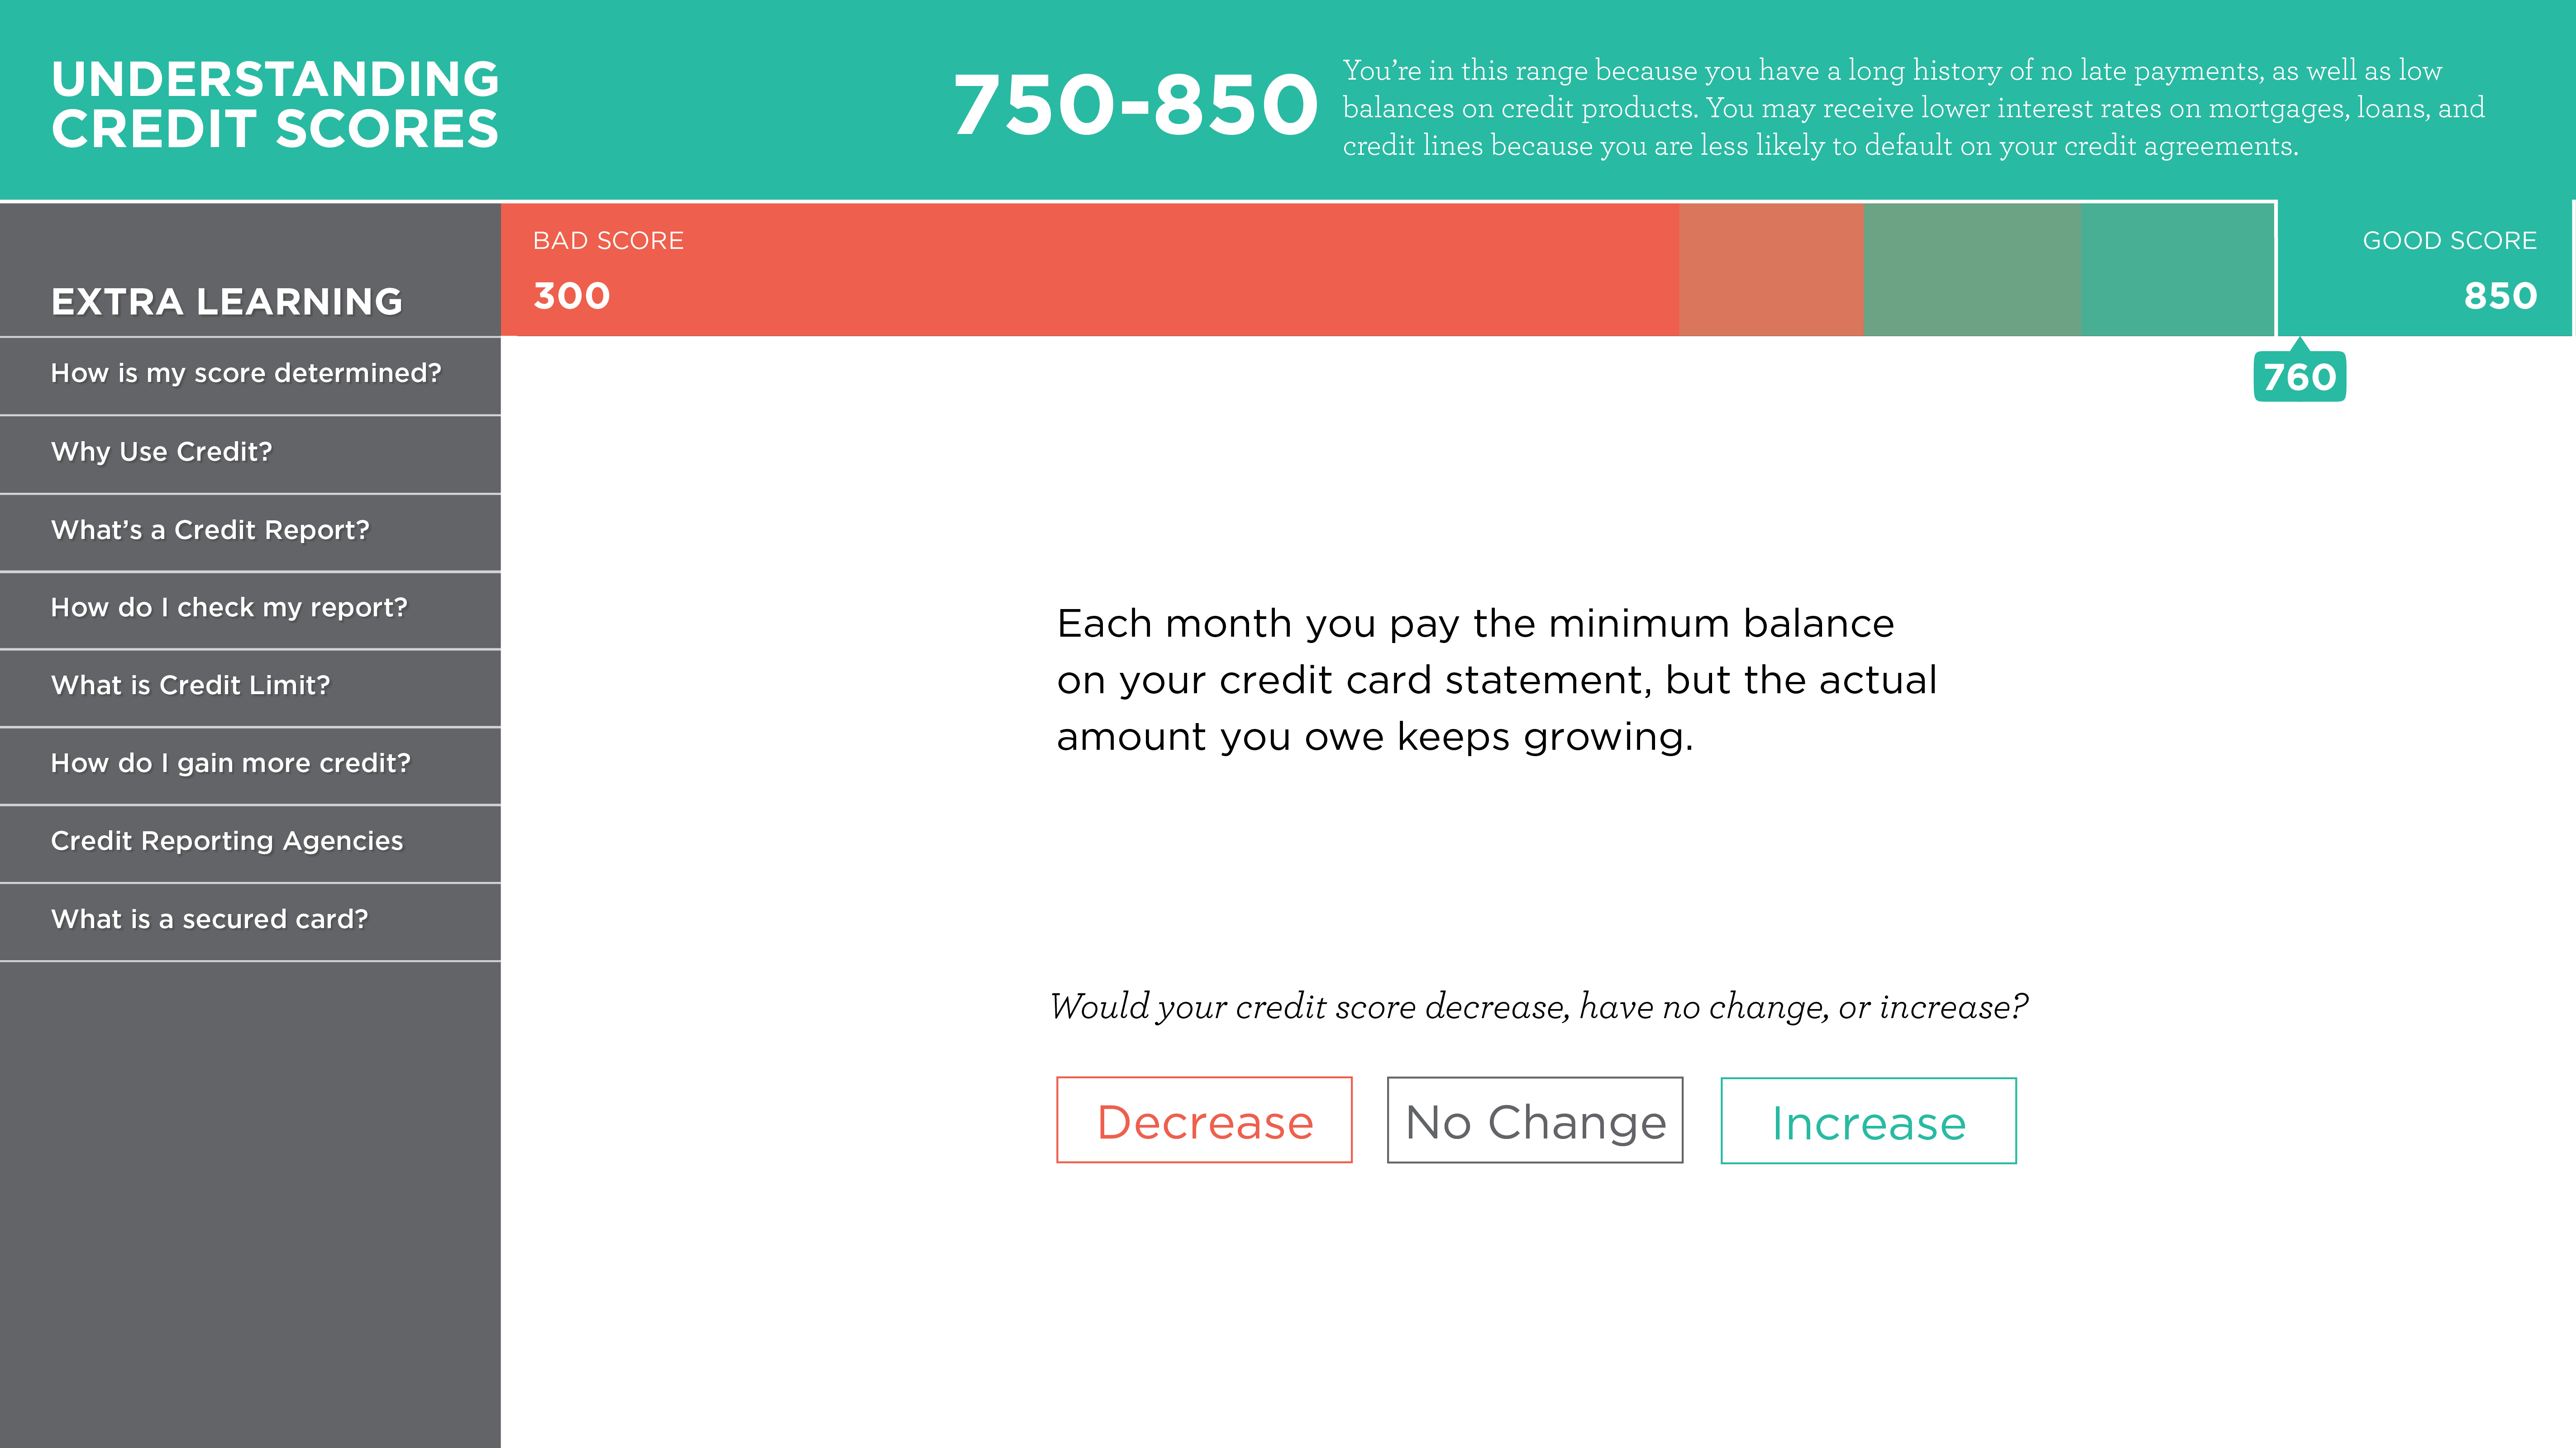 UNDERSTANDING
CREDIT SCORES
750-850
You’re in this range because you have a long history of no late payments, as well as low
balances on credit products. You may receive lower interest rates on mortgages, loans, and
credit lines because you are less likely to default on your credit agreements.
BAD SCORE
300
GOOD SCORE
850
760
EXTRA LEARNING
How is my score determined?
Why Use Credit?
What’s a Credit Report?
How do I check my report?
What is Credit Limit?
How do I gain more credit?
Credit Reporting Agencies
What is a secured card?
Each month you pay the minimum balance
on your credit card statement, but the actual
amount you owe keeps growing.
Would your credit score decrease, have no change, or increase?
Decrease
No Change
Increase